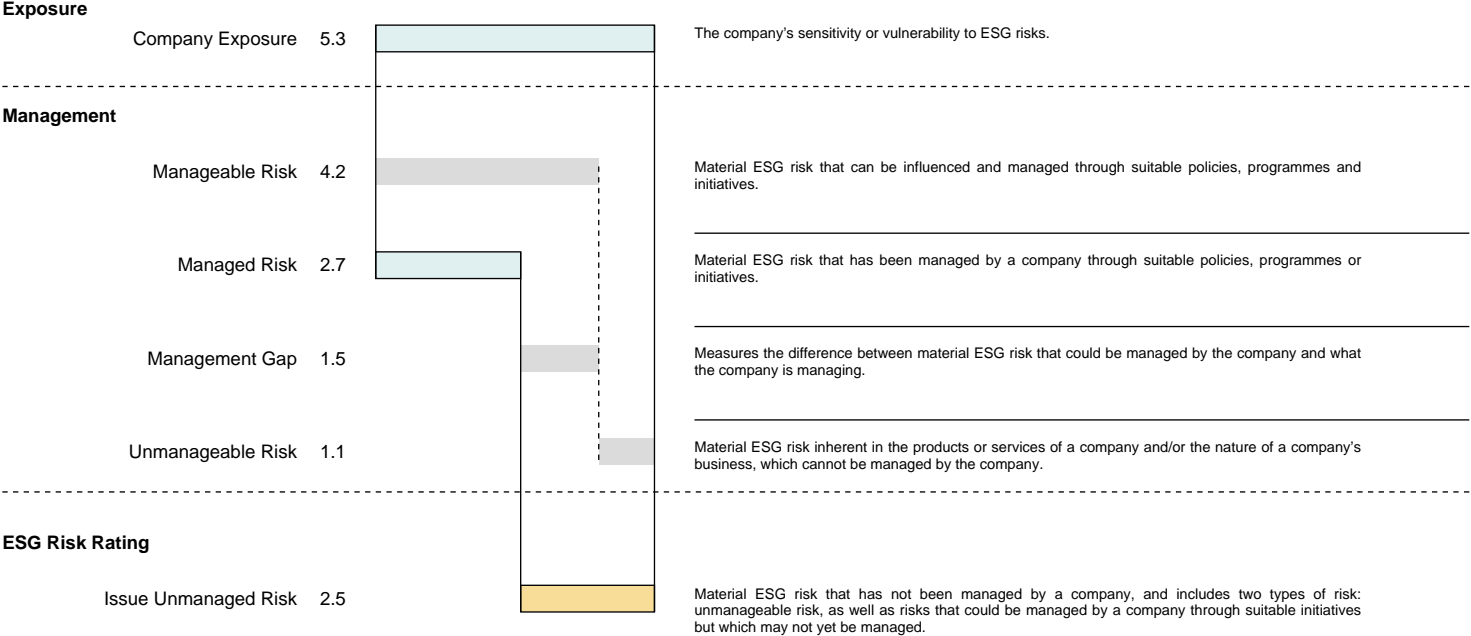 Exposure
Company Exposure 5.3
The company’s sensitivity or vulnerability to ESG risks.
Management
Manageable Risk 4.2
Material ESG risk that can be influenced and managed through suitable policies, programmes and
initiatives.
Managed Risk 2.7
Material ESG risk that has been managed by a company through suitable policies, programmes or
initiatives.
Management Gap 1.5
Measures the difference between material ESG risk that could be managed by the company and what
the company is managing.
Unmanageable Risk 1.1
Material ESG risk inherent in the products or services of a company and/or the nature of a company’s
business, which cannot be managed by the company.
ESG Risk Rating
Issue Unmanaged Risk 2.5
Material ESG risk that has not been managed by a company, and includes two types of risk:
unmanageable risk, as well as risks that could be managed by a company through suitable initiatives
but which may not yet be managed.